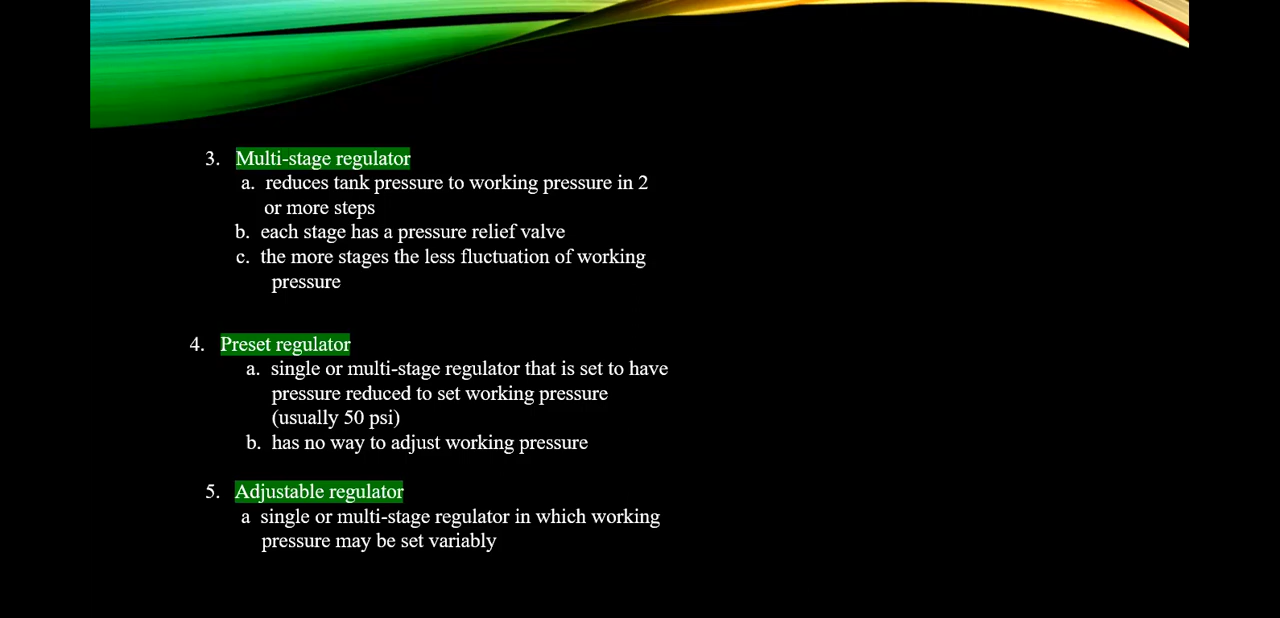 3. Multi-stage regulator
a. reduces tank pressure to working pressure in 2
or more steps
b. each stage has a pressure relief valve
c. the more stages the less fluctuation of working
pressure
4. Preset regulator
a. single or multi-stage regulator that is set to have
pressure reduced to set working pressure
(usually 50 psi)
b. has no way to adjust working pressure
5. Adjustable regulator
a single or multi-stage regulator in which working
pressure may be set variably